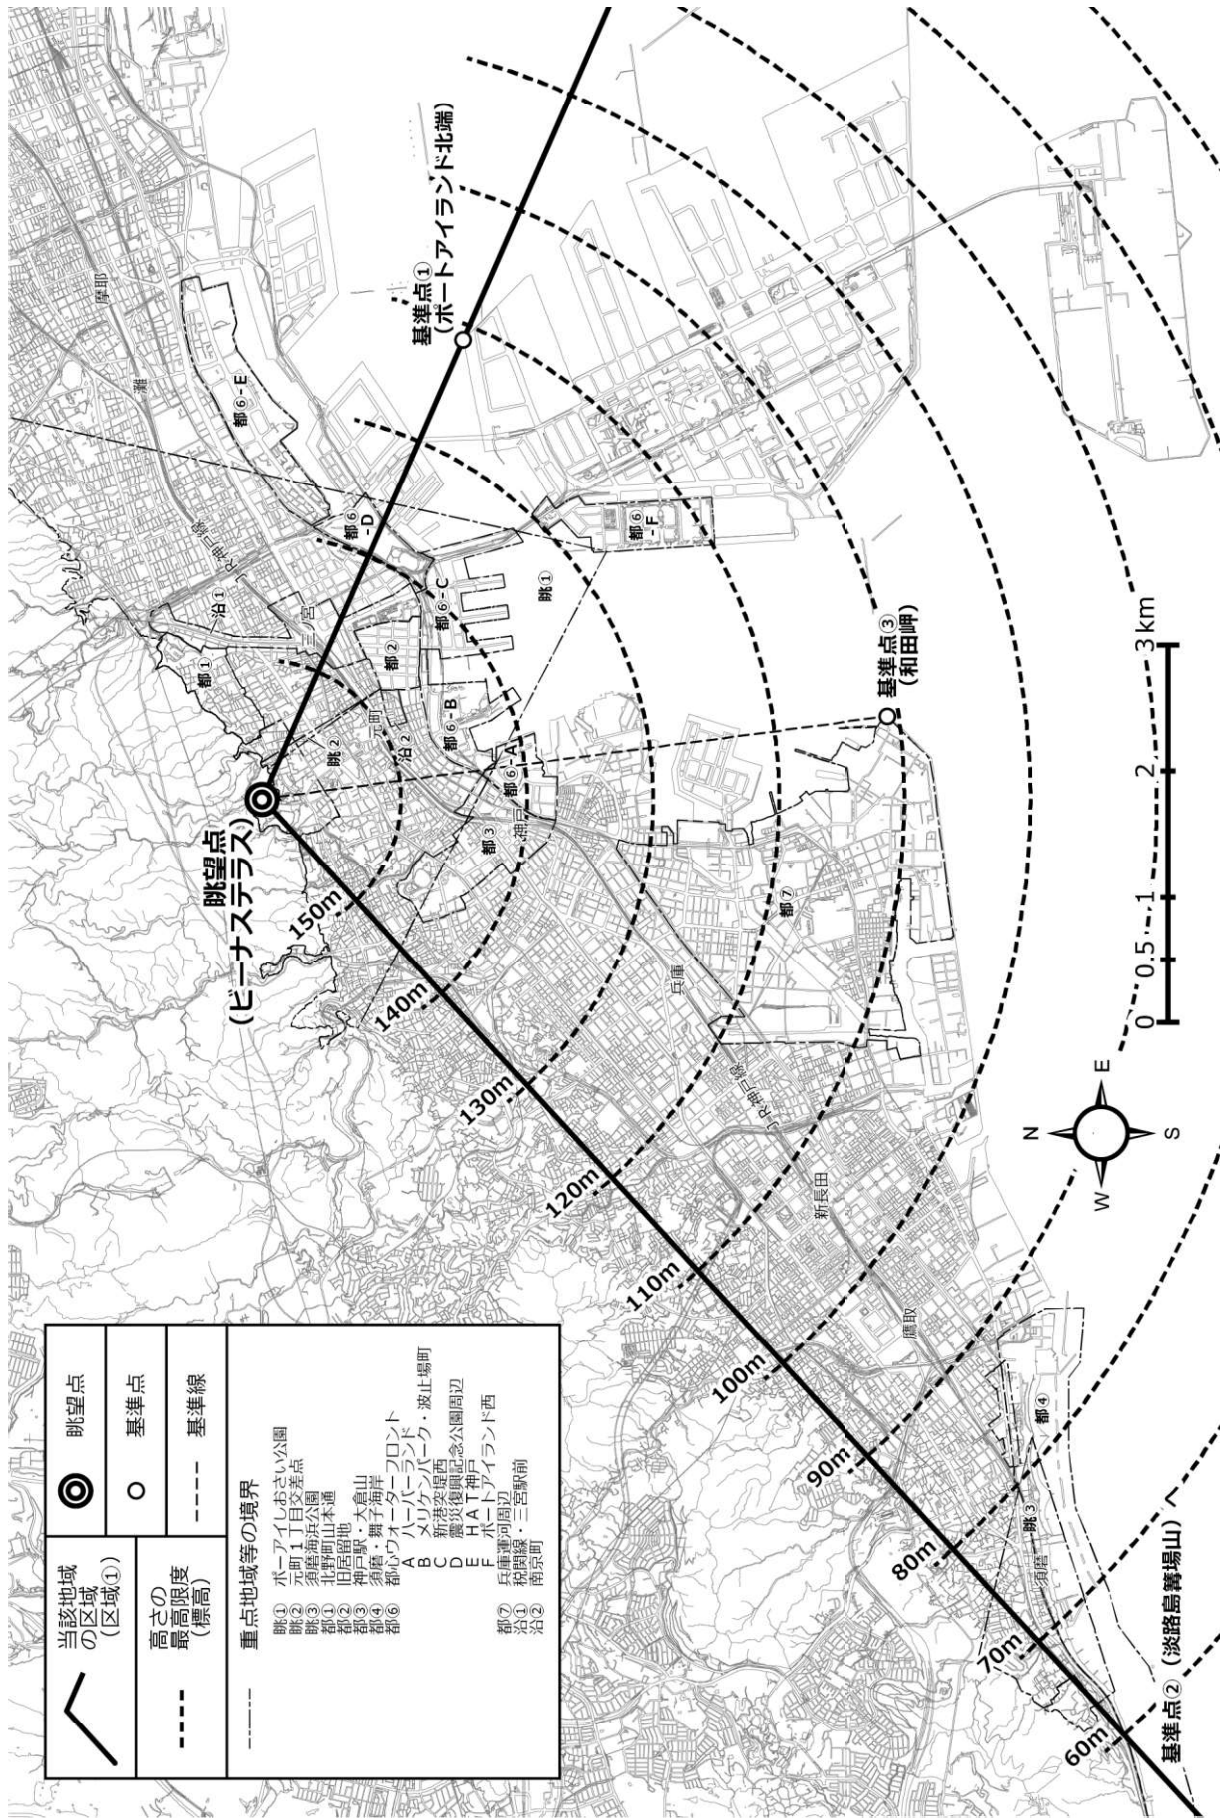 当該地域
の区域
(区域①)
眺望点
基準点
高さの
最高限度
(標高)
基準線
重点地域等の境界
眺① ポーアイしおさい公園
眺② 元町1丁目交差点
眺③ 須磨海浜公園
都① 北野町山本通
都② 旧居留地
都③ 神戸駅・大倉山
都④ 須磨・舞子海岸
都⑥ 都心ウォーターフロント
A ハーバーランド
B メリケンパーク・波止場町
C 新港突堤西
D 震災復興記念公園周辺
E HAT神戸
F ポートアイランド西
都⑦ 兵庫運河周辺
沿① 税関線・三宮駅前
沿② 南京町
眺望点
(ビーナステラス)
基準点①
(ポートアイランド北端)
基準点③
(和田岬)
基準点②(淡路島篝場山)
150m
140m
130m
120m
110m
100m
90m
80m
70m
60m
摩耶
灘
JR神戸線
三宮
元町
神戸
兵庫
JR神戸線
新長田
鷹取
須磨
都①
沿①
眺②
沿②
都②
都③
都⑥-A
都⑥-B
都⑥-C
都⑥
-D
都⑥-E
都⑥
-F
眺①
都⑦
都④
眺③
N
E
S
W
0 0.5 1 2 3km